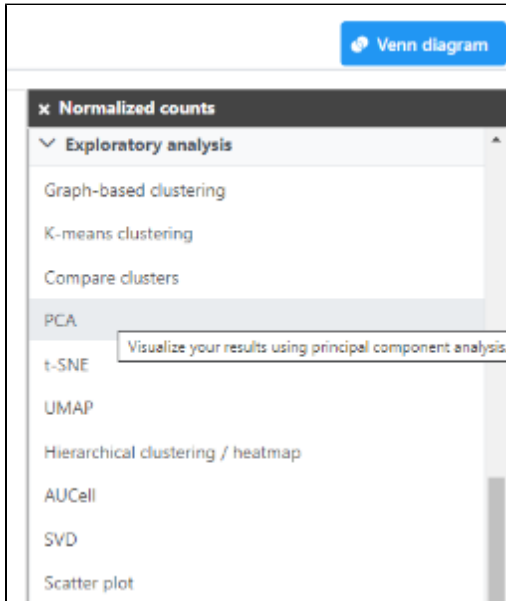 Venn diagram
x Normalized counts
Exploratory analysis
Graph-based clustering
K-means clustering
Compare clusters
PCA
Visualize your results using principal component analysis.
t-SNE
UMAP
Hierarchical clustering / heatmap
AUCell
SVD
Scatter plot